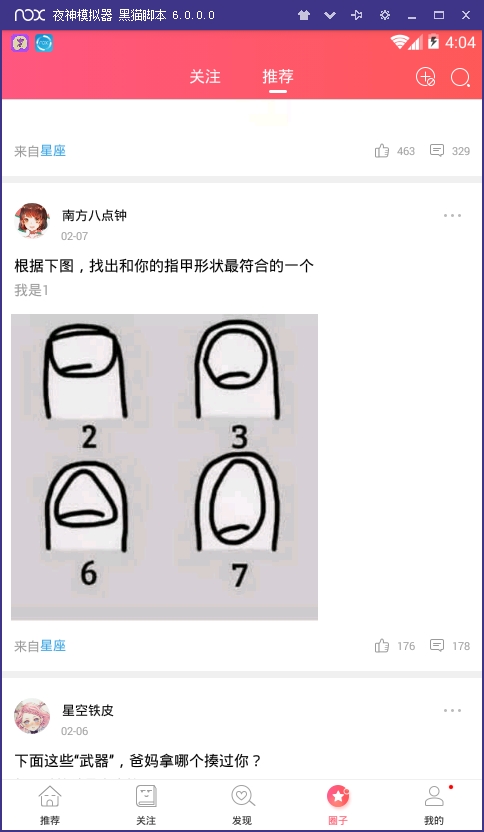 nox 夜神模拟器 黑猫脚本 6.0.0.0
4:04
关注 推荐
来自星座 463 329
南方八点钟
02-07
根据下图，找出和你的指甲形状最符合的一个
我是1
2 3
6 7
来自星座 176 178
星空铁皮
02-06
下面这些“武器”，爸妈拿哪个揍过你？
推荐 关注 发现 圈子 我的